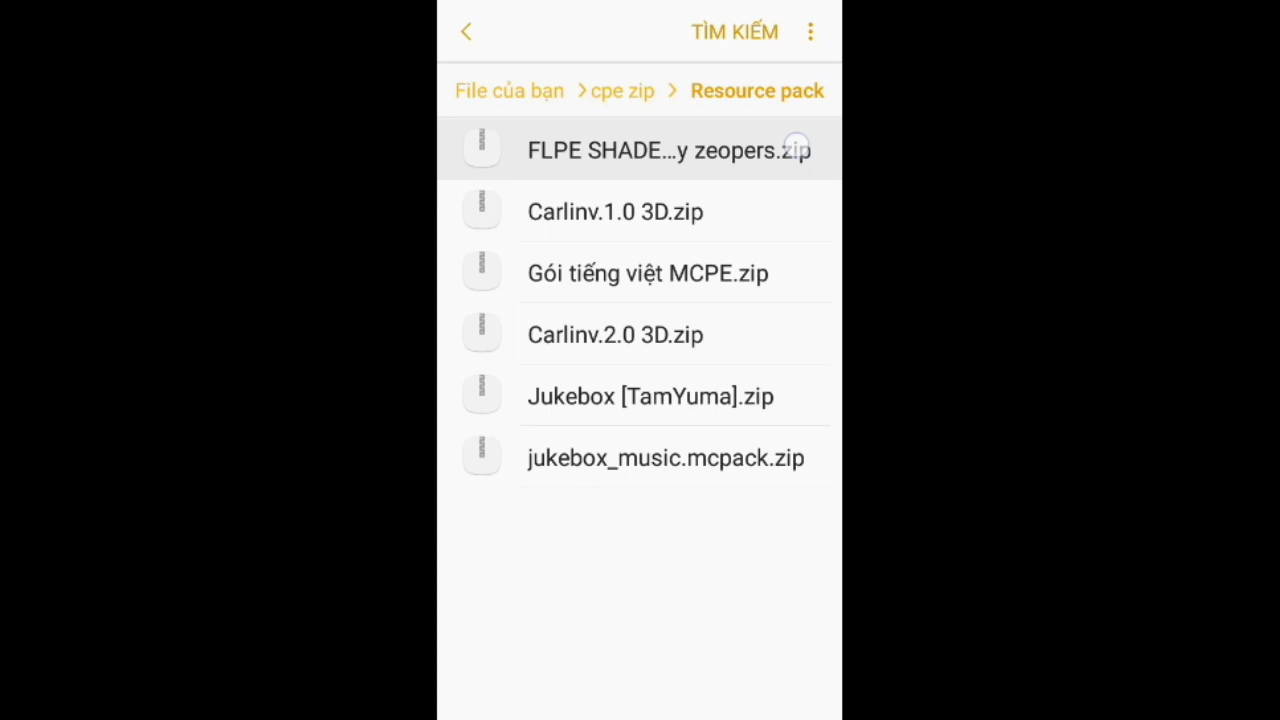 TÌM KIẾM
File của bạn > cpe zip > Resource pack
FLPE SHADE...y zeopers.zip
Carlinv.1.0 3D.zip
Gói tiếng việt MCPE.zip
Carlinv.2.0 3D.zip
Jukebox [TamYuma].zip
jukebox_music.mcpack.zip